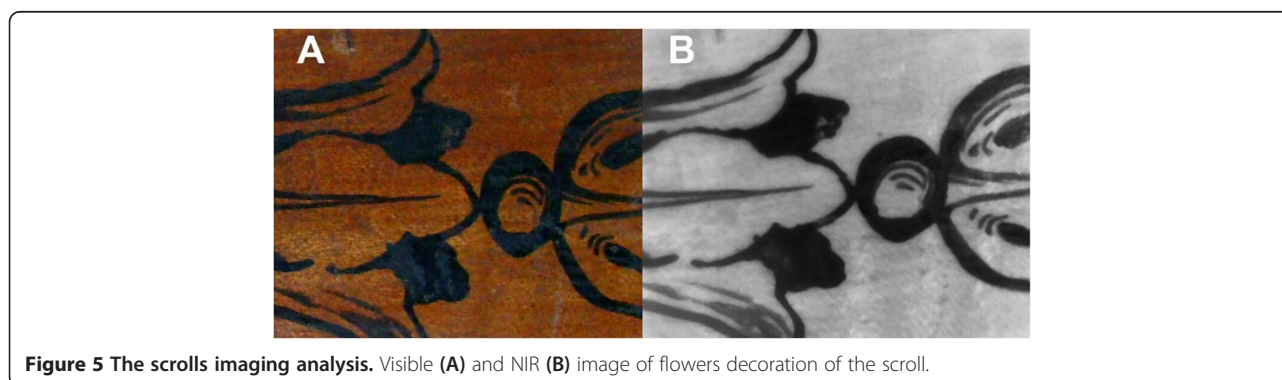 A
B
Figure 5 The scrolls imaging analysis. Visible (A) and NIR (B) image of flowers decoration of the scroll.